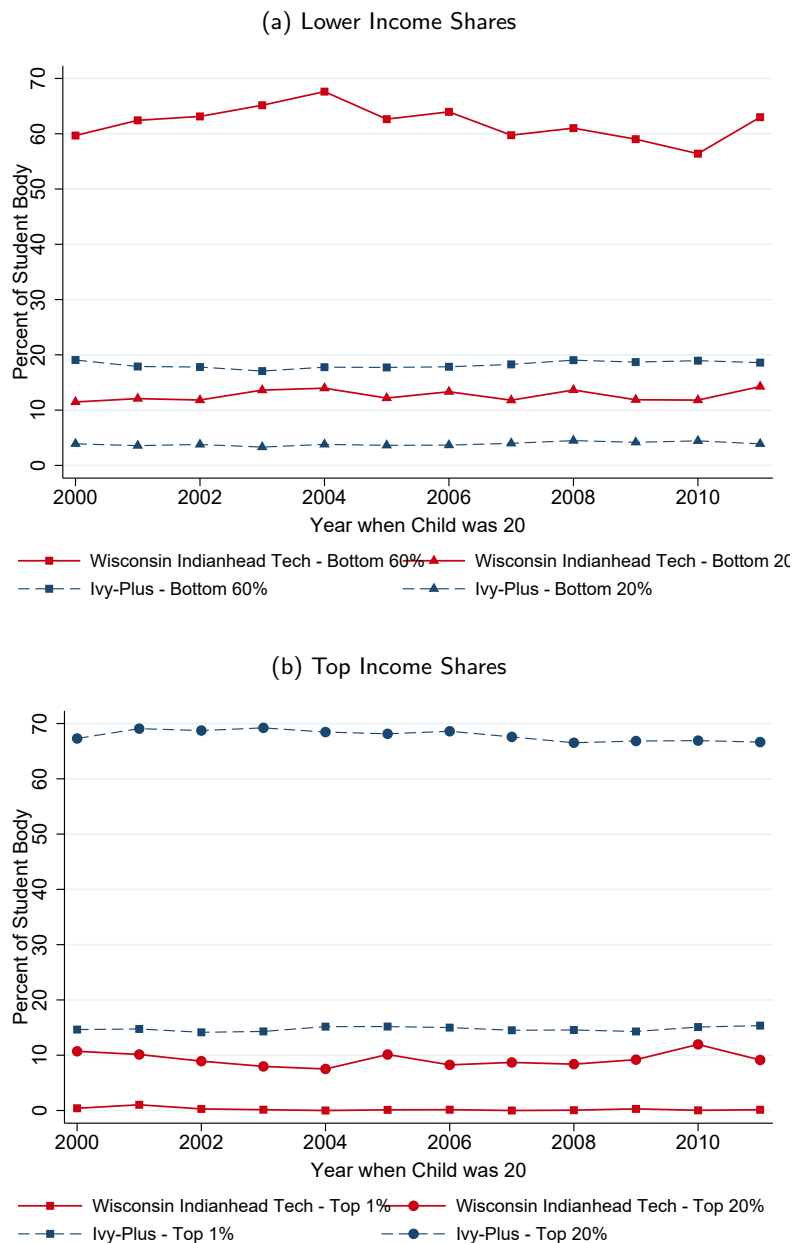 (a) Lower Income Shares
70
60
50
40
30
20
10
0
Percent of Student Body
2000 2002 2004 2006 2008 2010
Year when Child was 20
Wisconsin Indianhead Tech - Bottom 60% Wisconsin Indianhead Tech - Bottom 20
Ivy-Plus - Bottom 60% Ivy-Plus - Bottom 20%
(b) Top Income Shares
70
60
50
40
30
20
10
0
Percent of Student Body
2000 2002 2004 2006 2008 2010
Year when Child was 20
Wisconsin Indianhead Tech - Top 1% Wisconsin Indianhead Tech - Top 20%
Ivy-Plus - Top 1% Ivy-Plus - Top 20%